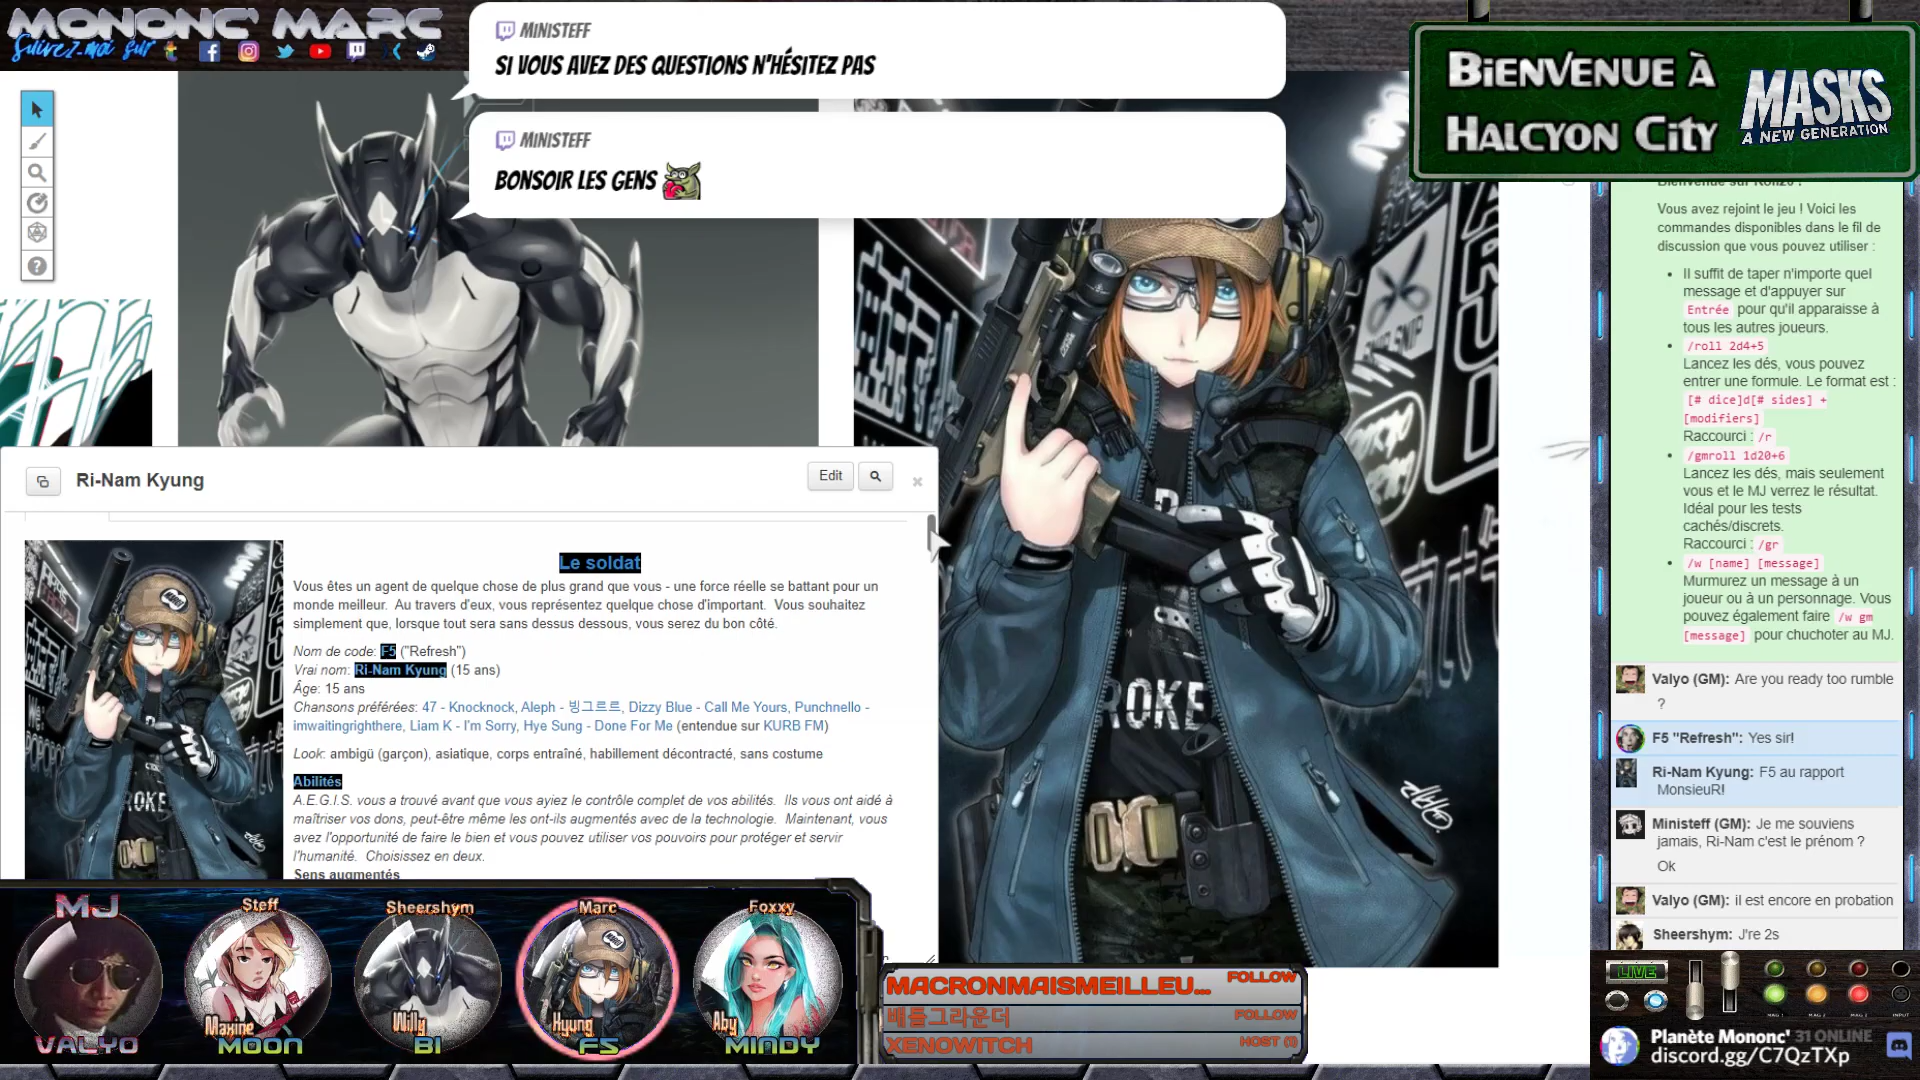 MONONC' MARC
Suivez-moi sur
MINISTEFF
SI VOUS AVEZ DES QUESTIONS N'HÉSITEZ PAS
MINISTEFF
BONSOIR LES GENS
BIENVENUE À
HALCYON CITY
MASKS
A NEW GENERATION
Bienvenue sur Roll20 !
Vous avez rejoint le jeu ! Voici les
commandes disponibles dans le fil de
discussion que vous pouvez utiliser :
Il suffit de taper n'importe quel
message et d'appuyer sur
Entrée pour qu'il apparaisse à
tous les autres joueurs.
/roll 2d4+5
Lancez les dés, vous pouvez
entrer une formule. Le format est :
[# dice]d[# sides] +
[modifiers]
Raccourci : /r
/gmroll 1d20+6
Lancez les dés, mais seulement
vous et le MJ verrez le résultat.
Idéal pour les tests
cachés/discrets.
Raccourci : /gr
/w [name] [message]
Murmurez un message à un
joueur ou à un personnage. Vous
pouvez également faire /w gm
[message] pour chuchoter au MJ.
Valyo (GM): Are you ready too rumble
?
F5 "Refresh": Yes sir!
Ri-Nam Kyung: F5 au rapport
MonsieuR!
Ministeff (GM): Je me souviens
jamais, Ri-Nam c'est le prénom ?
Ok
Valyo (GM): il est encore en probation
Sheershym: J're 2s
Ri-Nam Kyung
Edit
Le soldat
Vous êtes un agent de quelque chose de plus grand que vous - une force réelle se battant pour un
monde meilleur. Au travers d'eux, vous représentez quelque chose d'important. Vous souhaitez
simplement que, lorsque tout sera sans dessus dessous, vous serez du bon côté.
Nom de code: F5 ("Refresh")
Vrai nom: Ri-Nam Kyung (15 ans)
Âge: 15 ans
Chansons préférées: 47 - Knocknock, Aleph - 빙그르르, Dizzy Blue - Call Me Yours, Punchnello -
imwaitingrighthere, Liam K - I'm Sorry, Hye Sung - Done For Me (entendue sur KURB FM)
Look: ambigü (garçon), asiatique, corps entraîné, habillement décontracté, sans costume
Abilités
A.E.G.I.S. vous a trouvé avant que vous ayiez le contrôle complet de vos abilités. Ils vous ont aidé à
maîtriser vos dons, peut-être même les ont-ils augmentés avec de la technologie. Maintenant, vous
avez l'opportunité de faire le bien et vous pouvez utiliser vos pouvoirs pour protéger et servir
l'humanité. Choisissez en deux.
Sens augmentés
ROKE
MJ
VALYO
Steff
Maxine
MOON
Sheershym
Willy
BI
Marc
Kyung
F5
Foxxy
Aby
MINDY
MACRONMAISMEILLEU... FOLLOW
배틀그라운더 FOLLOW
XENOWITCH HOST (1)
LIVE
MAG 1
MAG 2
INPUT
Planète Mononc' 31 ONLINE
discord.gg/C7QzTXp